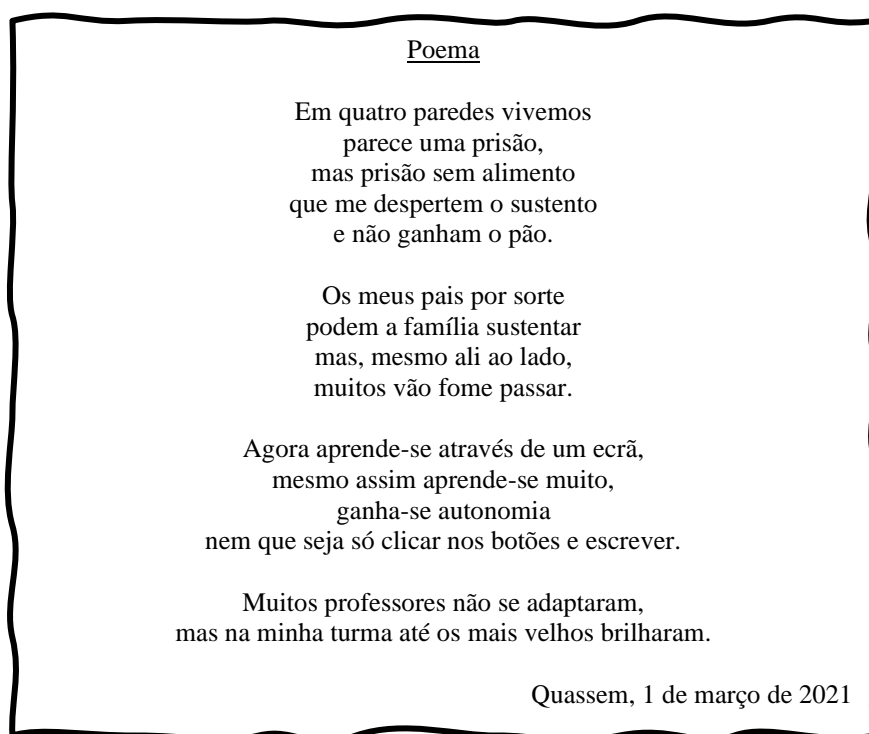 Poema
Em quatro paredes vivemos
parece uma prisão,
mas prisão sem alimento
que me despertem o sustento
e não ganham o pão.
Os meus pais por sorte
podem a família sustentar
mas, mesmo ali ao lado,
muitos vão fome passar.
Agora aprende-se através de um ecrã,
mesmo assim aprende-se muito,
ganha-se autonomia
nem que seja só clicar nos botões e escrever.
Muitos professores não se adaptaram,
mas na minha turma até os mais velhos brilharam.
Quassem, 1 de março de 2021